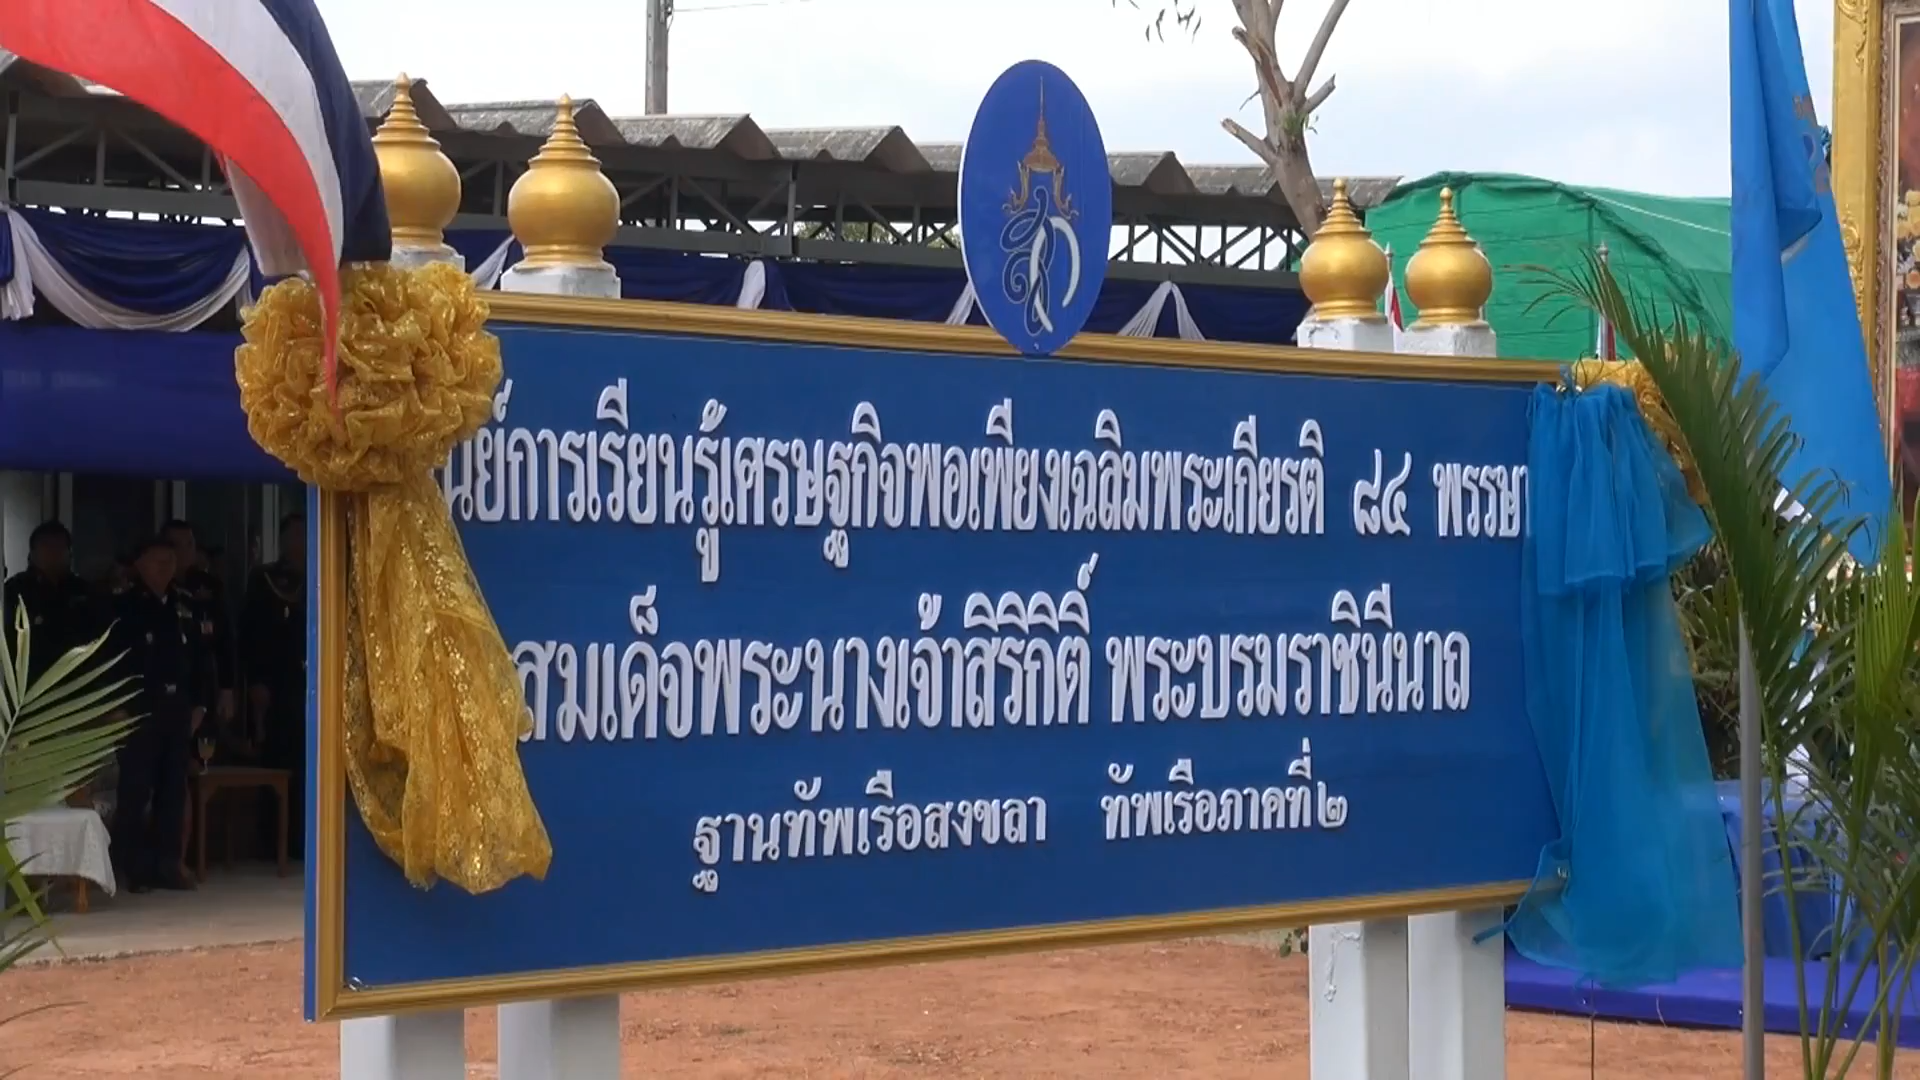 นย์การเรียนรู้เศรษฐกิจพอเพียงเฉลิมพระเกียรติ ๘๔ พรรษา
สมเด็จพระนางเจ้าสิริกิติ์ พระบรมราชินีนาถ
ฐานทัพเรือสงขลา ทัพเรือภาคที่๒